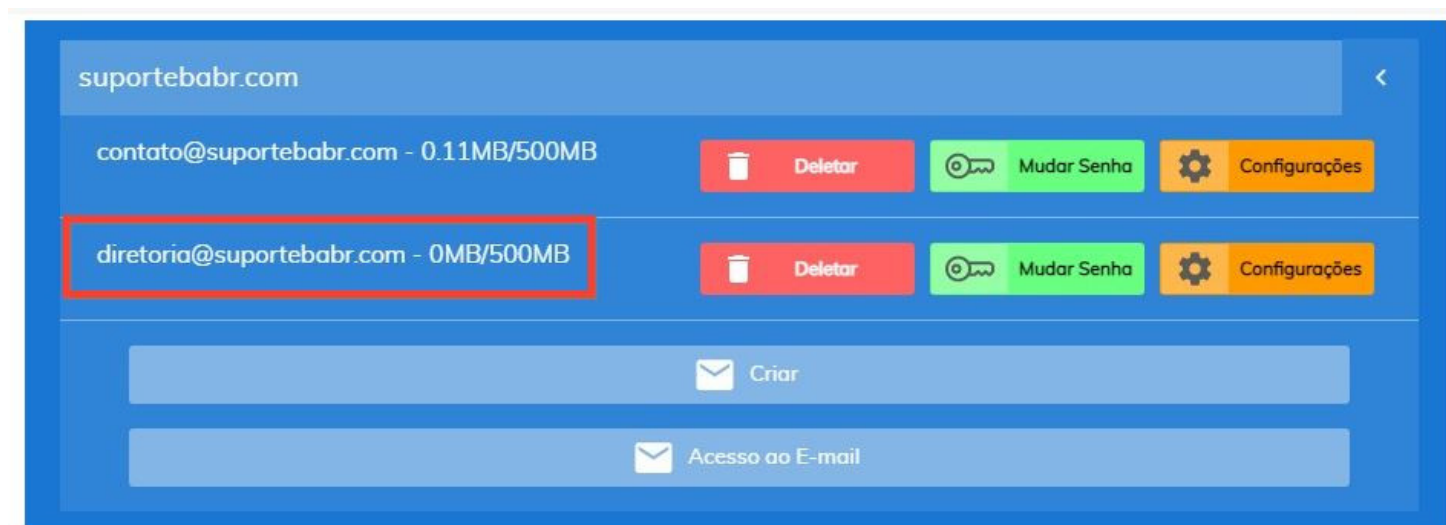 suportebabr.com
contato@suportebabr.com - 0.11MB/500MB
Deletar
Mudar Senha
Configurações
diretoria@suportebabr.com - 0MB/500MB
Deletar
Mudar Senha
Configurações
Criar
Acesso ao E-mail